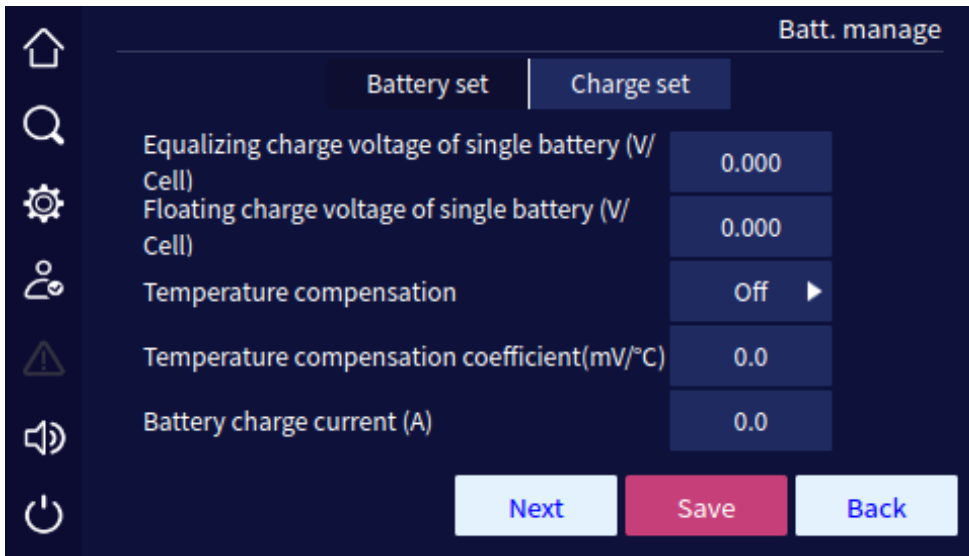 Batt. manage
Battery set
Charge set
Equalizing charge voltage of single battery (V/
Cell)
0.000
Floating charge voltage of single battery (V/
Cell)
0.000
Temperature compensation
Off
Temperature compensation coefficient(mV/°C)
0.0
Battery charge current (A)
0.0
Next
Save
Back